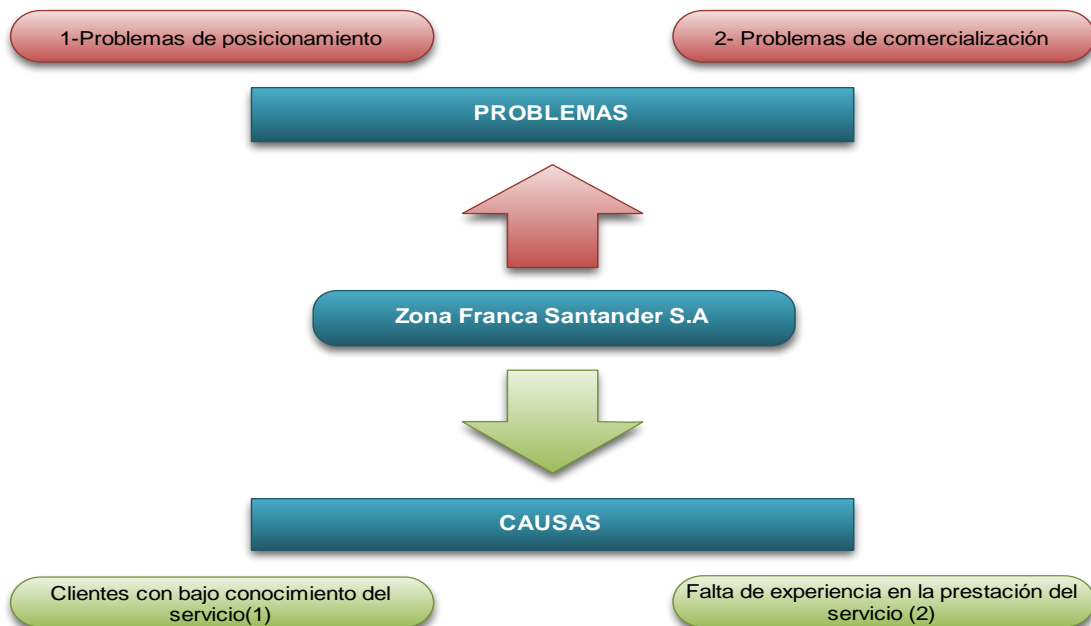 1-Problemas de posicionamiento
2- Problemas de comercialización
PROBLEMAS
Zona Franca Santander S.A
CAUSAS
Clientes con bajo conocimiento del
servicio(1)
Falta de experiencia en la prestación del
servicio (2)